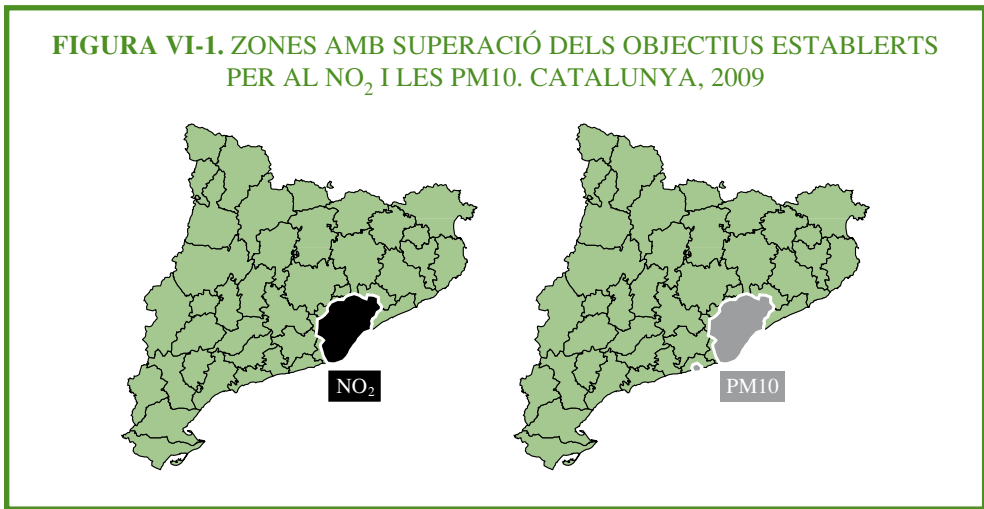 FIGURA VI-1. ZONES AMB SUPERACIÓ DELS OBJECTIUS ESTABLERTS
PER AL NO₂ I LES PM10. CATALUNYA, 2009
NO₂
PM10